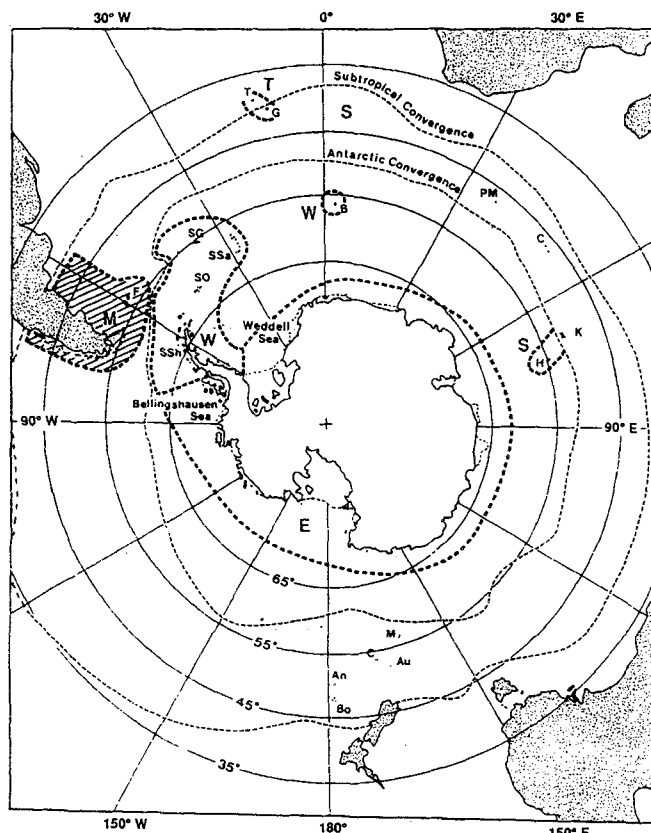 30° W
0°
30° E
T
T
G
S
Subtropical Convergence
Antarctic Convergence
PM
W
B
C
SG
SSa
SO
F
M
W
Weddell
Sea
S
K
H
SSh
Bellingshausen
Sea
90° W
90° E
E
65°
M
55°
C
Au
An
45°
Bo
35°
150° W
180°
150° E